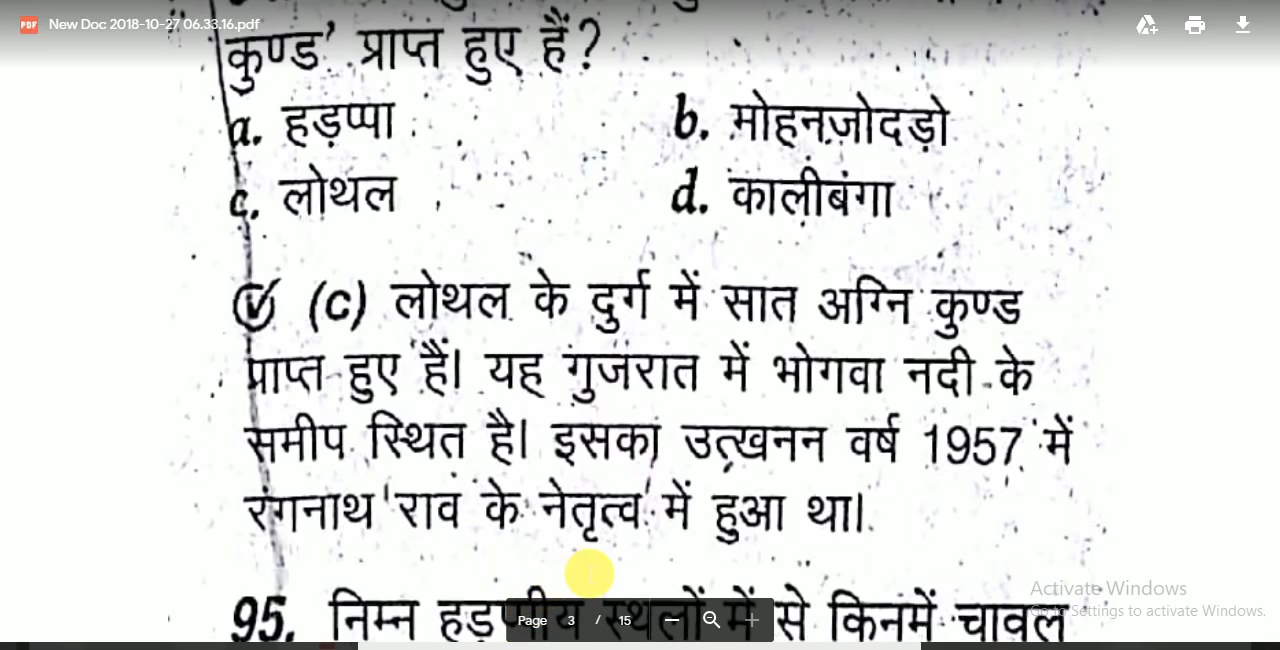 New Doc 2018-10-27 06.33.16.pdf
कुण्ड' प्राप्त हुए हैं?
a. हड़प्पा b. मोहनजोदड़ो
c. लोथल d. कालीबंगा
(c) लोथल के दुर्ग में सात अग्नि कुण्ड
प्राप्त हुए हैं। यह गुजरात में भोगवा नदी के
समीप स्थित है। इसका उत्खनन वर्ष 1957 में
रंगनाथ राव के नेतृत्व में हुआ था।
Activate Windows
Go to Settings to activate Windows.
95. निम्न हड़प्पीय स्थलों में से किनमें चावल
Page 3 / 15